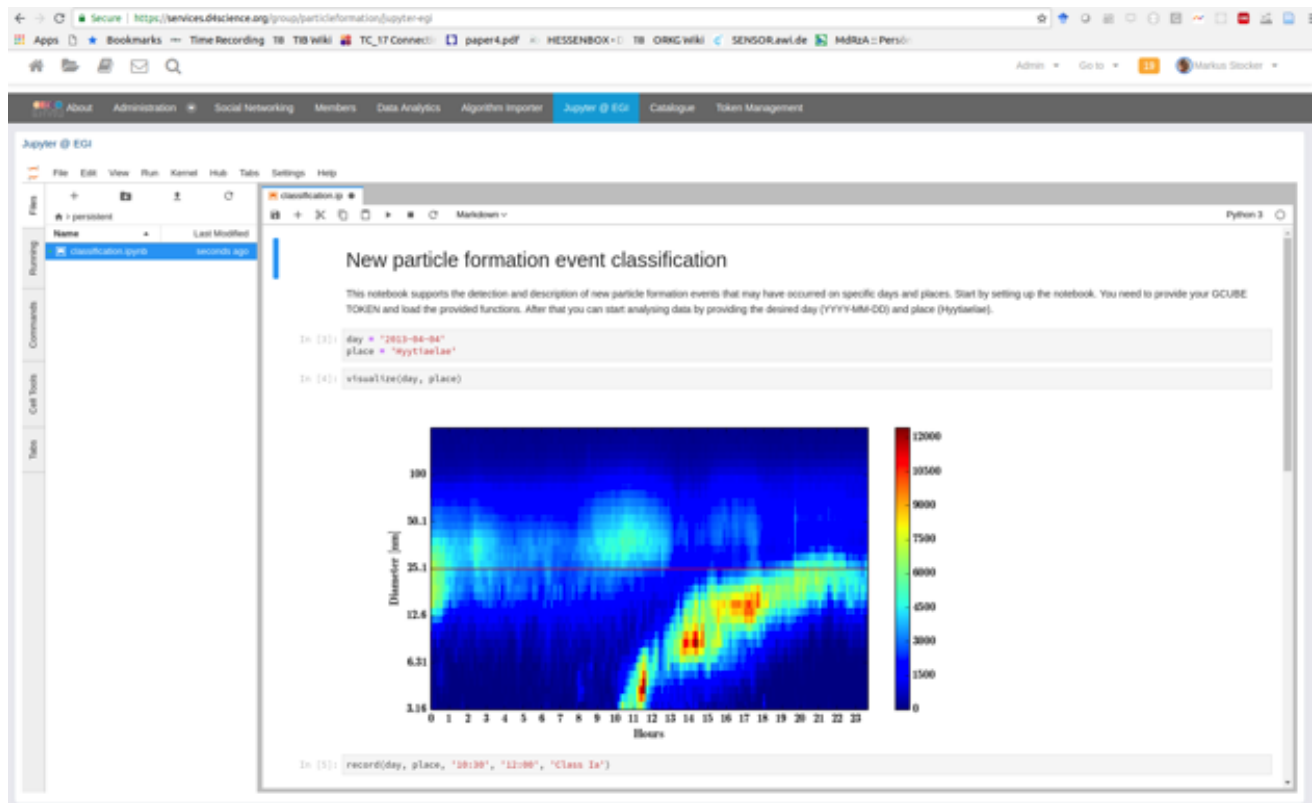 Secure | https://services.d4science.org/group/particleformation/jupyter-egi
Apps Bookmarks Time Recording TIB TIB Wiki TC_17 Connecti paper4.pdf HESSENBOX TIB ORKG Wiki SENSOR.awi.de MdRzA :: Persön
Admin Go to 19 Markus Stocker
About Administration Social Networking Members Data Analytics Algorithm Importer Jupyter @ EGI Catalogue Token Management
Jupyter @ EGI
File Edit View Run Kernel Hub Tabs Settings Help
Files
Running
Commands
Cell Tools
Tabs
> persistent
Name Last Modified
classification.ipynb seconds ago
classification.ip
Markdown Python 3
New particle formation event classification
This notebook supports the detection and description of new particle formation events that may have occurred on specific days and places. Start by setting up the notebook. You need to provide your GCUBE
TOKEN and load the provided functions. After that you can start analysing data by providing the desired day (YYYY-MM-DD) and place (Hyytiaelae).
In [3]: day = '2013-04-04'
place = 'Hyytiaelae'
In [4]: visualize(day, place)
Diameter [nm]
100
50.1
25.1
12.6
6.31
3.16
0 1 2 3 4 5 6 7 8 9 10 11 12 13 14 15 16 17 18 19 20 21 22 23
Hours
12000
10500
9000
7500
6000
4500
3000
1500
0
In [5]: record(day, place, '10:30', '12:00', 'Class Ia')